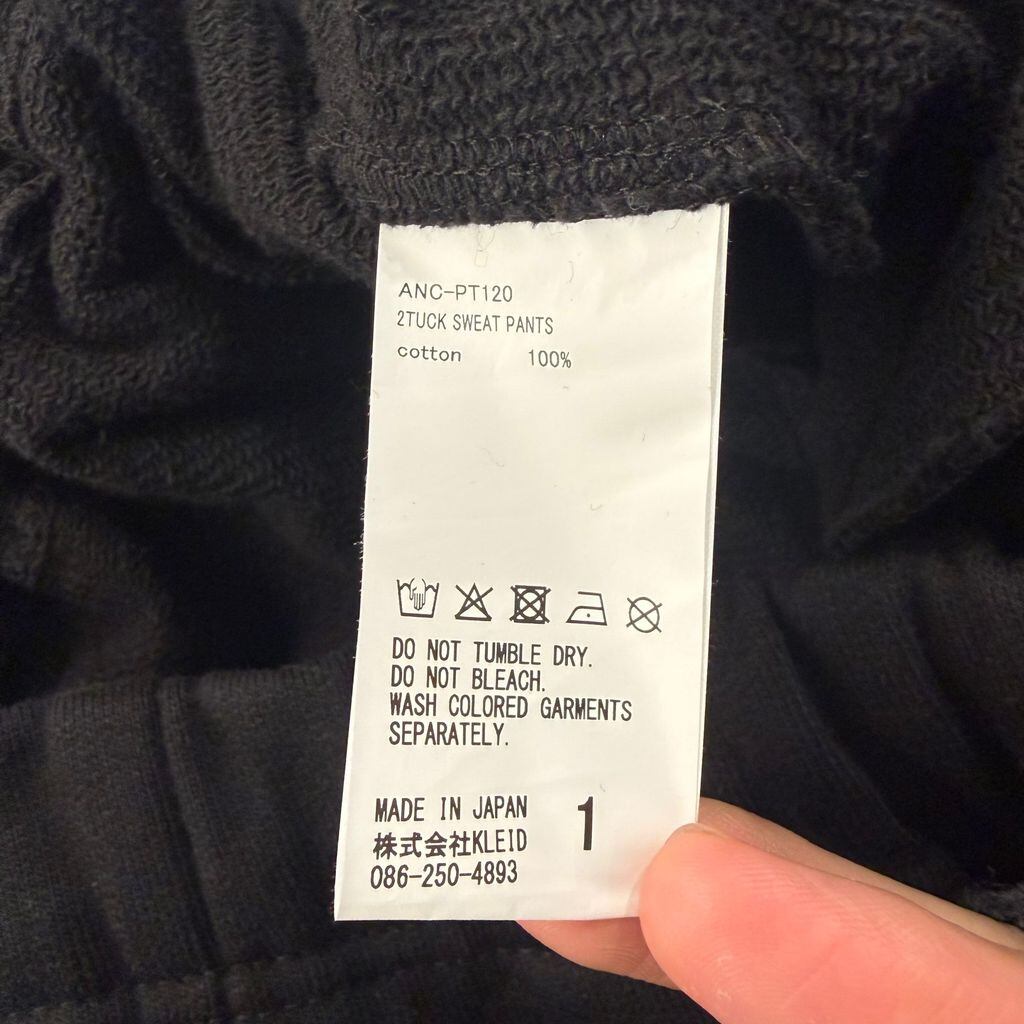 ANC-PT120
2TUCK SWEAT PANTS
cotton 100%
DO NOT TUMBLE DRY.
DO NOT BLEACH.
WASH COLORED GARMENTS
SEPARATELY.
MADE IN JAPAN
株式会社KLEID
086-250-4893
1